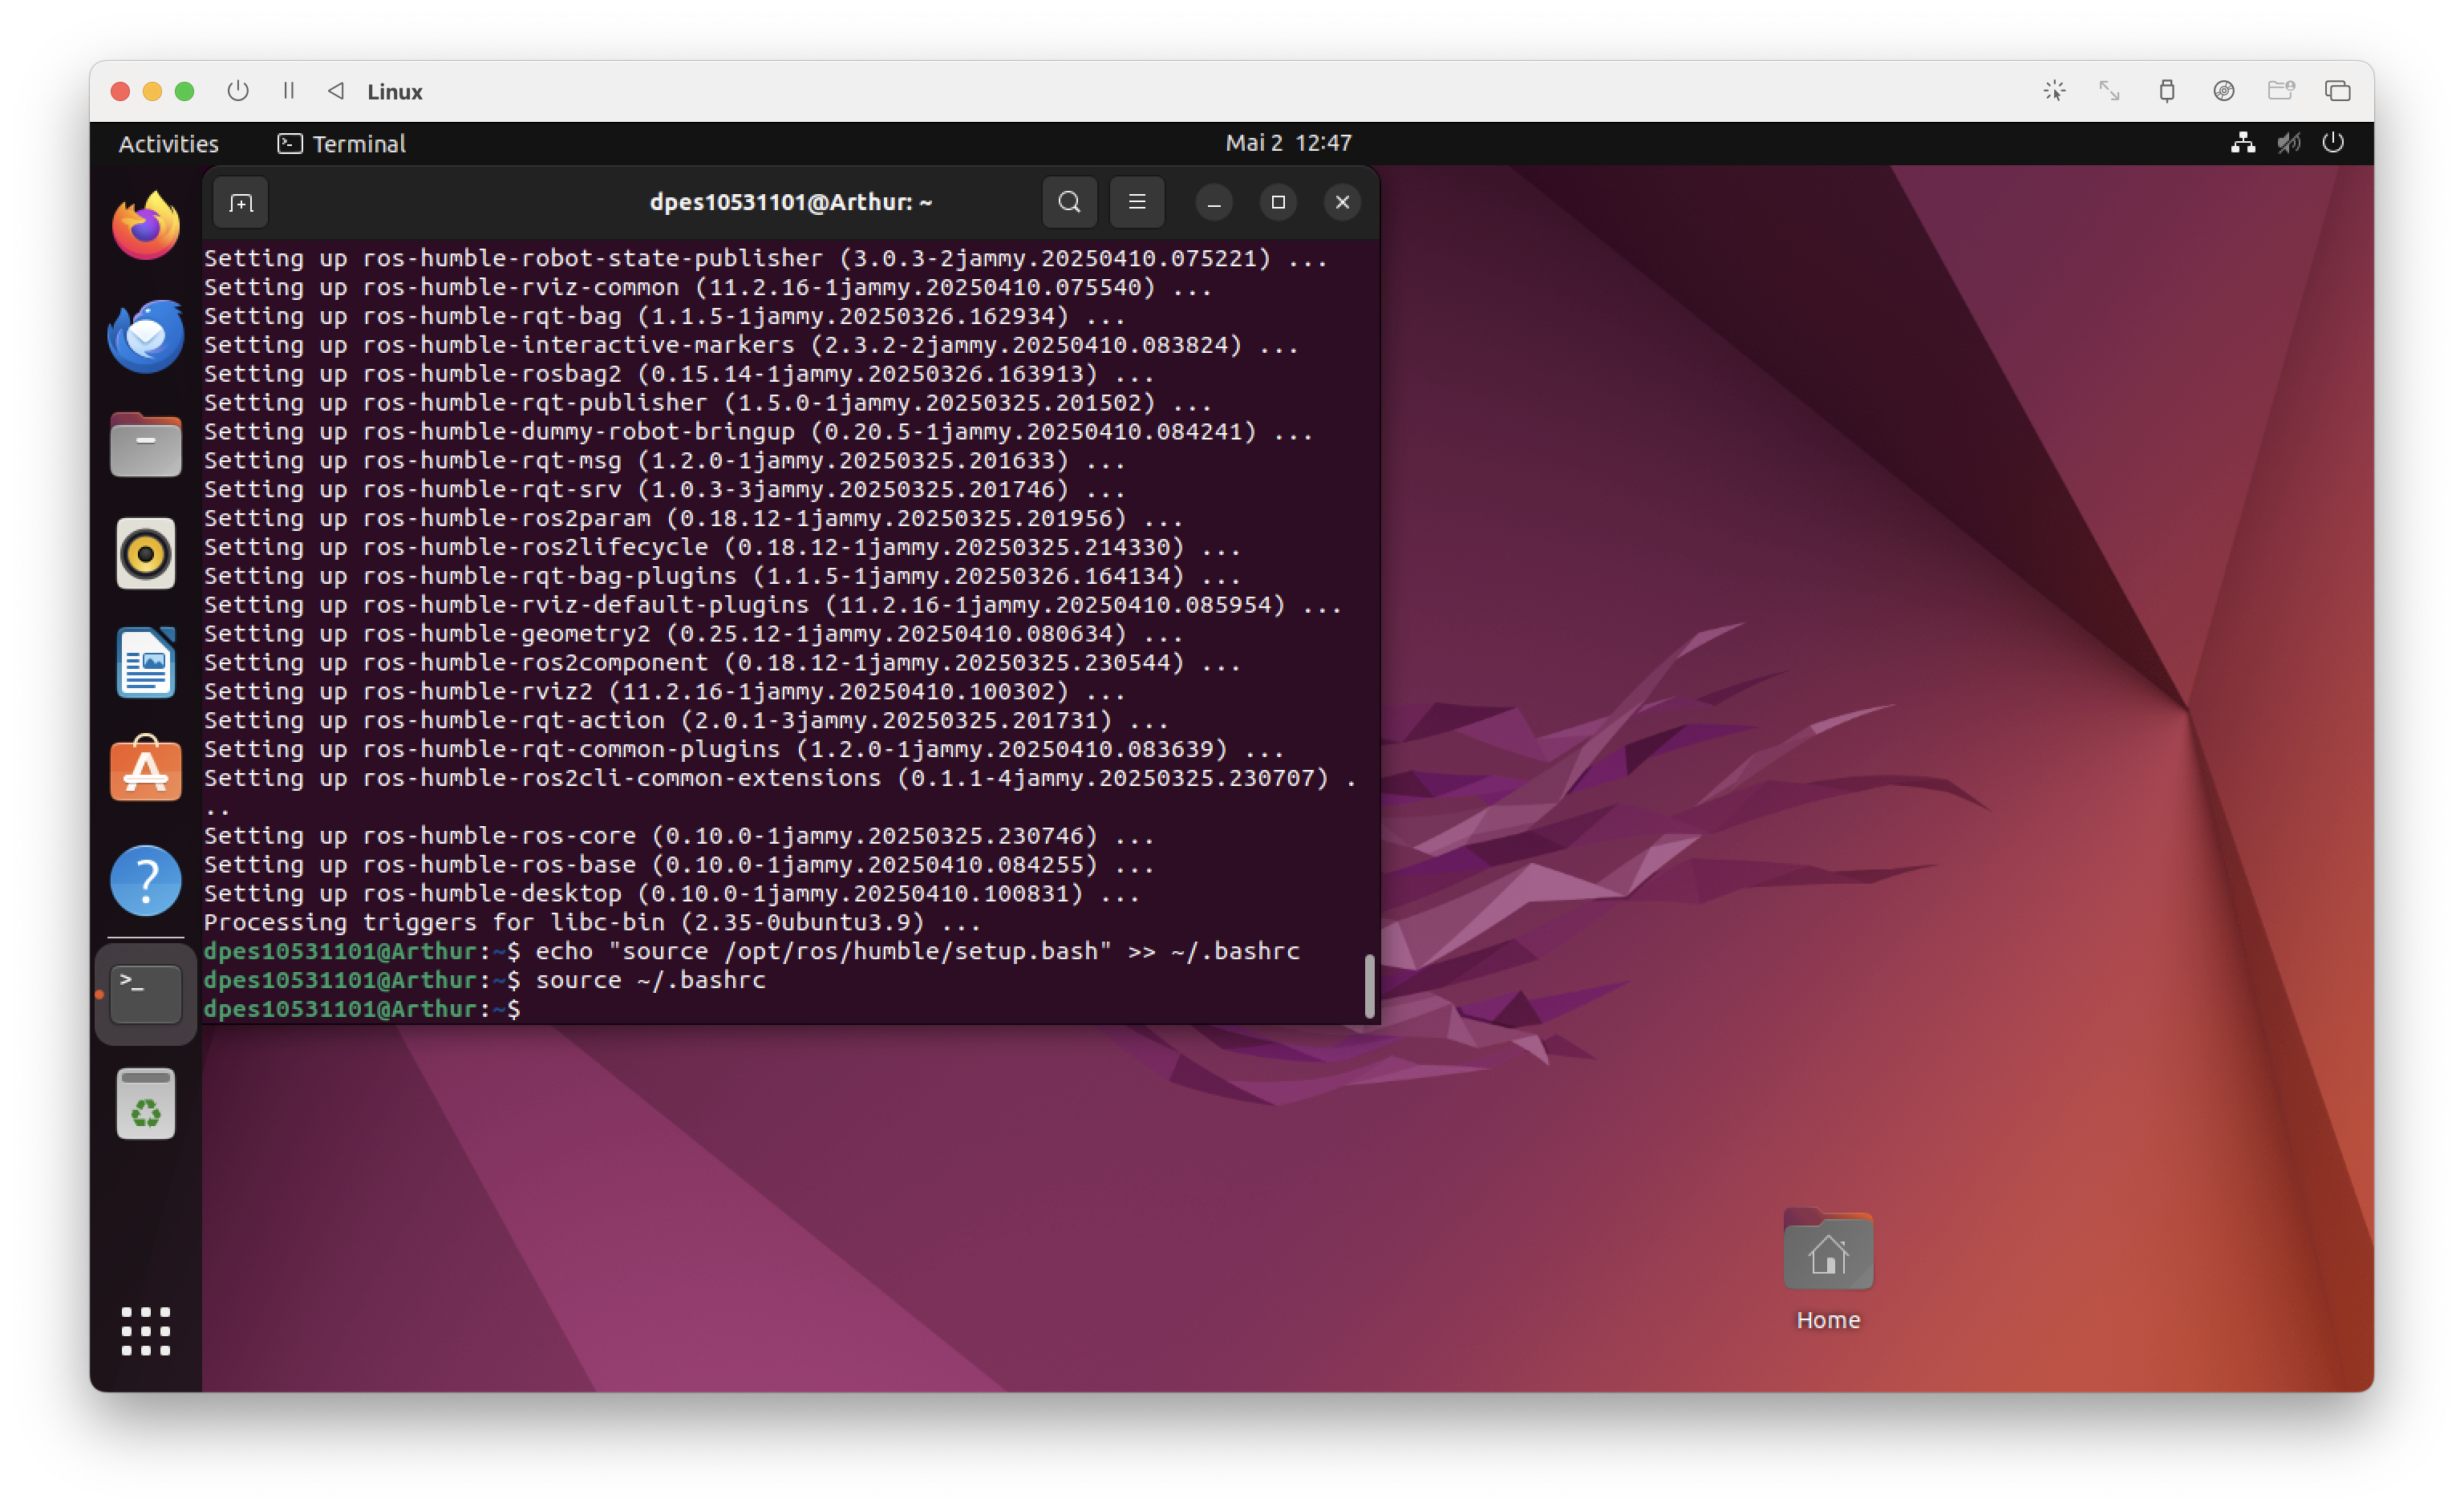 Linux
Activities
Terminal
Mai 2 12:47
dpes10531101@Arthur: ~
Setting up ros-humble-robot-state-publisher (3.0.3-2jammy.20250410.075221) ...
Setting up ros-humble-rviz-common (11.2.16-1jammy.20250410.075540) ...
Setting up ros-humble-rqt-bag (1.1.5-1jammy.20250326.162934) ...
Setting up ros-humble-interactive-markers (2.3.2-2jammy.20250410.083824) ...
Setting up ros-humble-rosbag2 (0.15.14-1jammy.20250326.163913) ...
Setting up ros-humble-rqt-publisher (1.5.0-1jammy.20250325.201502) ...
Setting up ros-humble-dummy-robot-bringup (0.20.5-1jammy.20250410.084241) ...
Setting up ros-humble-rqt-msg (1.2.0-1jammy.20250325.201633) ...
Setting up ros-humble-rqt-srv (1.0.3-3jammy.20250325.201746) ...
Setting up ros-humble-ros2param (0.18.12-1jammy.20250325.201956) ...
Setting up ros-humble-ros2lifecycle (0.18.12-1jammy.20250325.214330) ...
Setting up ros-humble-rqt-bag-plugins (1.1.5-1jammy.20250326.164134) ...
Setting up ros-humble-rviz-default-plugins (11.2.16-1jammy.20250410.085954) ...
Setting up ros-humble-geometry2 (0.25.12-1jammy.20250410.080634) ...
Setting up ros-humble-ros2component (0.18.12-1jammy.20250325.230544) ...
Setting up ros-humble-rviz2 (11.2.16-1jammy.20250410.100302) ...
Setting up ros-humble-rqt-action (2.0.1-3jammy.20250325.201731) ...
Setting up ros-humble-rqt-common-plugins (1.2.0-1jammy.20250410.083639) ...
Setting up ros-humble-ros2cli-common-extensions (0.1.1-4jammy.20250325.230707) .
..
Setting up ros-humble-ros-core (0.10.0-1jammy.20250325.230746) ...
Setting up ros-humble-ros-base (0.10.0-1jammy.20250410.084255) ...
Setting up ros-humble-desktop (0.10.0-1jammy.20250410.100831) ...
Processing triggers for libc-bin (2.35-0ubuntu3.9) ...
dpes10531101@Arthur:~$ echo "source /opt/ros/humble/setup.bash" >> ~/.bashrc
dpes10531101@Arthur:~$ source ~/.bashrc
dpes10531101@Arthur:~$
Home